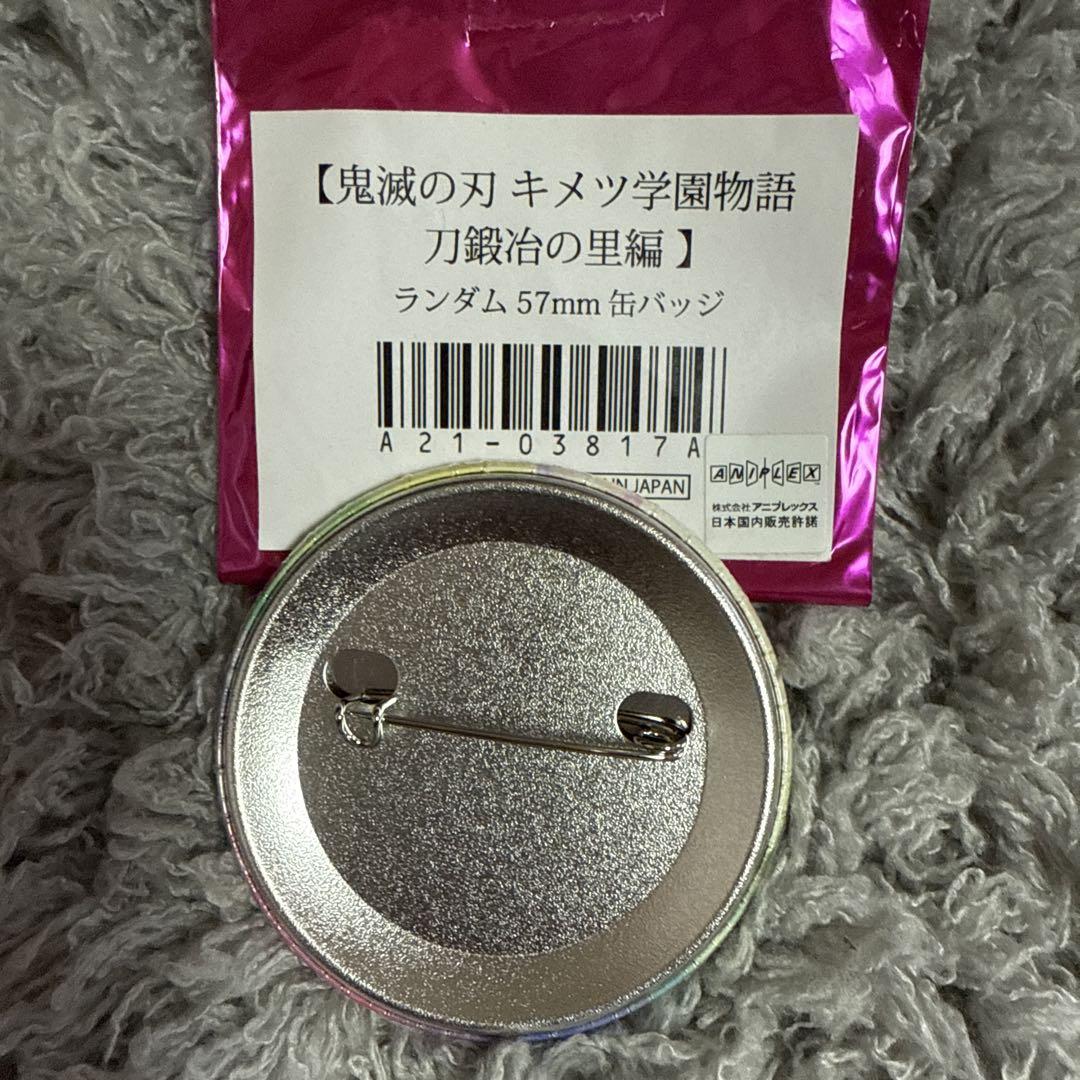 【鬼滅の刃 キメツ学園物語
刀鍛冶の里編 】
ランダム 57mm 缶バッジ
A21-03817A
IN JAPAN
ANIPLEX
株式会社 アニプレックス
日本国内販売許諾